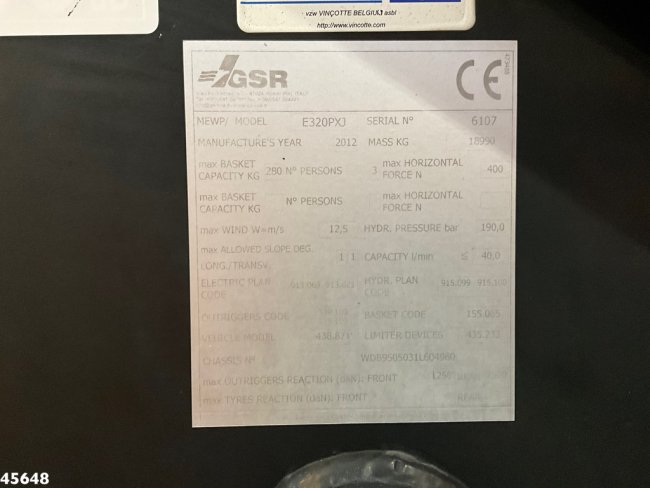 vzw VINÇOTTE BELGIUM asbl
http://www.vincotte.com
GSR
CE
MEWP/ MODEL E320PXJ SERIAL N° 6107
MANUFACTURE'S YEAR 2012 MASS KG 18990
max BASKET CAPACITY KG 280 N° PERSONS 3 max HORIZONTAL FORCE N 400
max BASKET CAPACITY KG N° PERSONS max HORIZONTAL FORCE N
max WIND W=m/s 12,5 HYDR. PRESSURE bar 190,0
max ALLOWED SLOPE DEG. LONG./TRANSV. 1 1 CAPACITY l/min ≤ 40,0
ELECTRIC PLAN CODE HYDR. PLAN CODE 915.099 915.100
OUTRIGGERS CODE BASKET CODE 155.065
VEHICLE MODEL LIMITER DEVICES 435.233
CHASSIS N° WDB9505031L604980
max OUTRIGGERS REACTION (daN): FRONT
max TYRES REACTION (daN): FRONT REAR
45648